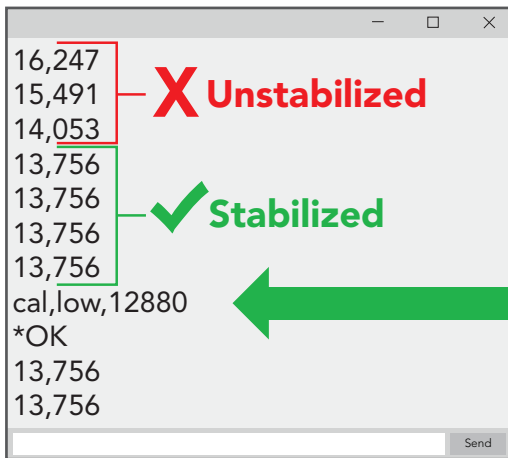 16,247
15,491
14,053
X Unstabilized
13,756
13,756
13,756
13,756
Stabilized
cal,low,12880
*OK
13,756
13,756
Send